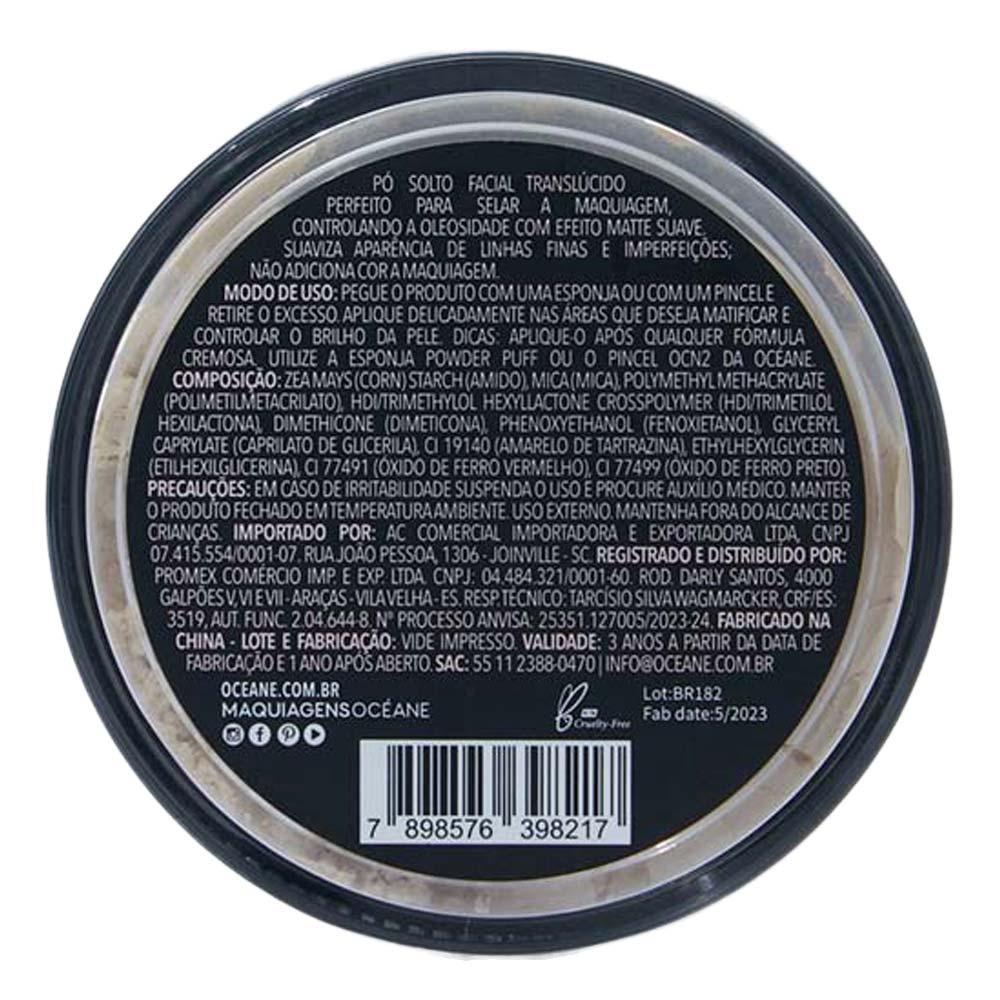 PÓ SOLTO FACIAL TRANSLÚCIDO
PERFEITO PARA SELAR A MAQUIAGEM,
CONTROLANDO A OLEOSIDADE COM EFEITO MATTE SUAVE.
SUAVIZA APARÊNCIA DE LINHAS FINAS E IMPERFEIÇÕES;
NÃO ADICIONA COR A MAQUIAGEM.
MODO DE USO: PEGUE O PRODUTO COM UMA ESPONJA OU COM UM PINCEL E
RETIRE O EXCESSO. APLIQUE DELICADAMENTE NAS ÁREAS QUE DESEJA MATIFICAR E
CONTROLAR O BRILHO DA PELE. DICAS: APLIQUE-O APÓS QUALQUER FÓRMULA
CREMOSA. UTILIZE A ESPONJA POWDER PUFF OU O PINCEL OCN2 DA OCÉANE.
COMPOSIÇÃO: ZEA MAYS (CORN) STARCH (AMIDO), MICA (MICA), POLYMETHYL METHACRYLATE
(POLIMETILMETACRILATO), HDI/TRIMETHYLOL HEXYLLACTONE CROSSPOLYMER (HDI/TRIMETILOL
HEXILACTONA), DIMETHICONE (DIMETICONA), PHENOXYETHANOL (FENOXIETANOL), GLYCERYL
CAPRYLATE (CAPRILATO DE GLICERILA), CI 19140 (AMARELO DE TARTRAZINA), ETHYLHEXYLGLYCERIN
(ETILHEXILGLICERINA), CI 77491 (ÓXIDO DE FERRO VERMELHO), CI 77499 (ÓXIDO DE FERRO PRETO).
PRECAUÇÕES: EM CASO DE IRRITABILIDADE SUSPENDA O USO E PROCURE AUXÍLIO MÉDICO. MANTER
O PRODUTO FECHADO EM TEMPERATURA AMBIENTE. USO EXTERNO. MANTENHA FORA DO ALCANCE DE
CRIANÇAS. IMPORTADO POR: AC COMERCIAL IMPORTADORA E EXPORTADORA LTDA, CNPJ
07.415.554/0001-07. RUA JOÃO PESSOA, 1306 - JOINVILLE - SC. REGISTRADO E DISTRIBUÍDO POR:
PROMEX COMÉRCIO IMP. E EXP. LTDA. CNPJ: 04.484.321/0001-60. ROD. DARLY SANTOS, 4000
GALPÕES V, VI E VII - ARAÇAS - VILA VELHA - ES. RESP. TÉCNICO: TARCÍSIO SILVA WAGMARCKER, CRF/ES:
3519, AUT. FUNC. 2.04.644-8. Nº PROCESSO ANVISA: 25351.127005/2023-24. FABRICADO NA
CHINA - LOTE E FABRICAÇÃO: VIDE IMPRESSO. VALIDADE: 3 ANOS A PARTIR DA DATA DE
FABRICAÇÃO E 1 ANO APÓS ABERTO. SAC: 55 11 2388-0470 | INFO@OCEANE.COM.BR
OCEANE.COM.BR
MAQUIAGENSOCÉANE
Cruelty-Free
Lot:BR182
Fab date:5/2023
7 898576 398217